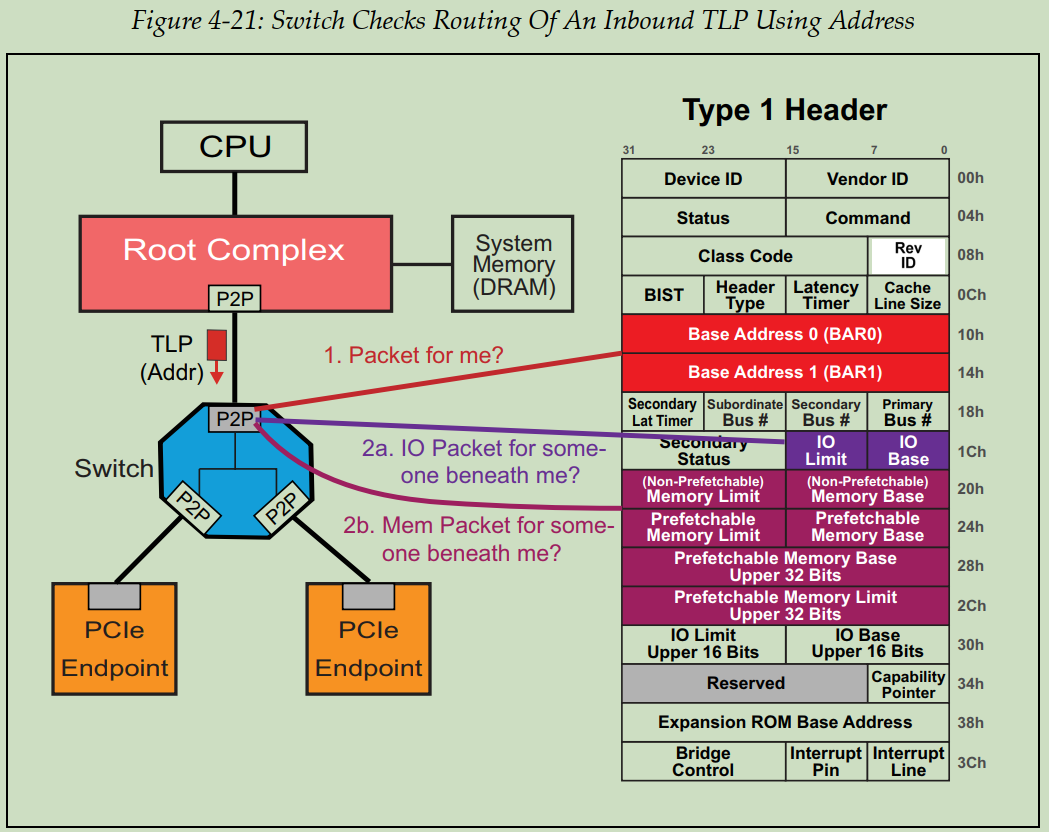 Figure 4-21: Switch Checks Routing Of An Inbound TLP Using Address
CPU
Root Complex
P2P
System
Memory
(DRAM)
TLP
(Addr)
1. Packet for me?
P2P
2a. IO Packet for some-
one beneath me?
Switch
P2P
P2P
2b. Mem Packet for some-
one beneath me?
PCIe
Endpoint
PCIe
Endpoint
Type 1 Header
31 23 15 7 0
Device ID Vendor ID 00h
Status Command 04h
Class Code Rev
ID 08h
BIST Header
Type Latency
Timer Cache
Line Size 0Ch
Base Address 0 (BAR0) 10h
Base Address 1 (BAR1) 14h
Secondary
Lat Timer Subordinate
Bus # Secondary
Bus # Primary
Bus # 18h
Secondary
Status IO
Limit IO
Base 1Ch
(Non-Prefetchable)
Memory Limit (Non-Prefetchable)
Memory Base 20h
Prefetchable
Memory Limit Prefetchable
Memory Base 24h
Prefetchable Memory Base
Upper 32 Bits 28h
Prefetchable Memory Limit
Upper 32 Bits 2Ch
IO Limit
Upper 16 Bits IO Base
Upper 16 Bits 30h
Reserved Capability
Pointer 34h
Expansion ROM Base Address 38h
Bridge
Control Interrupt
Pin Interrupt
Line 3Ch